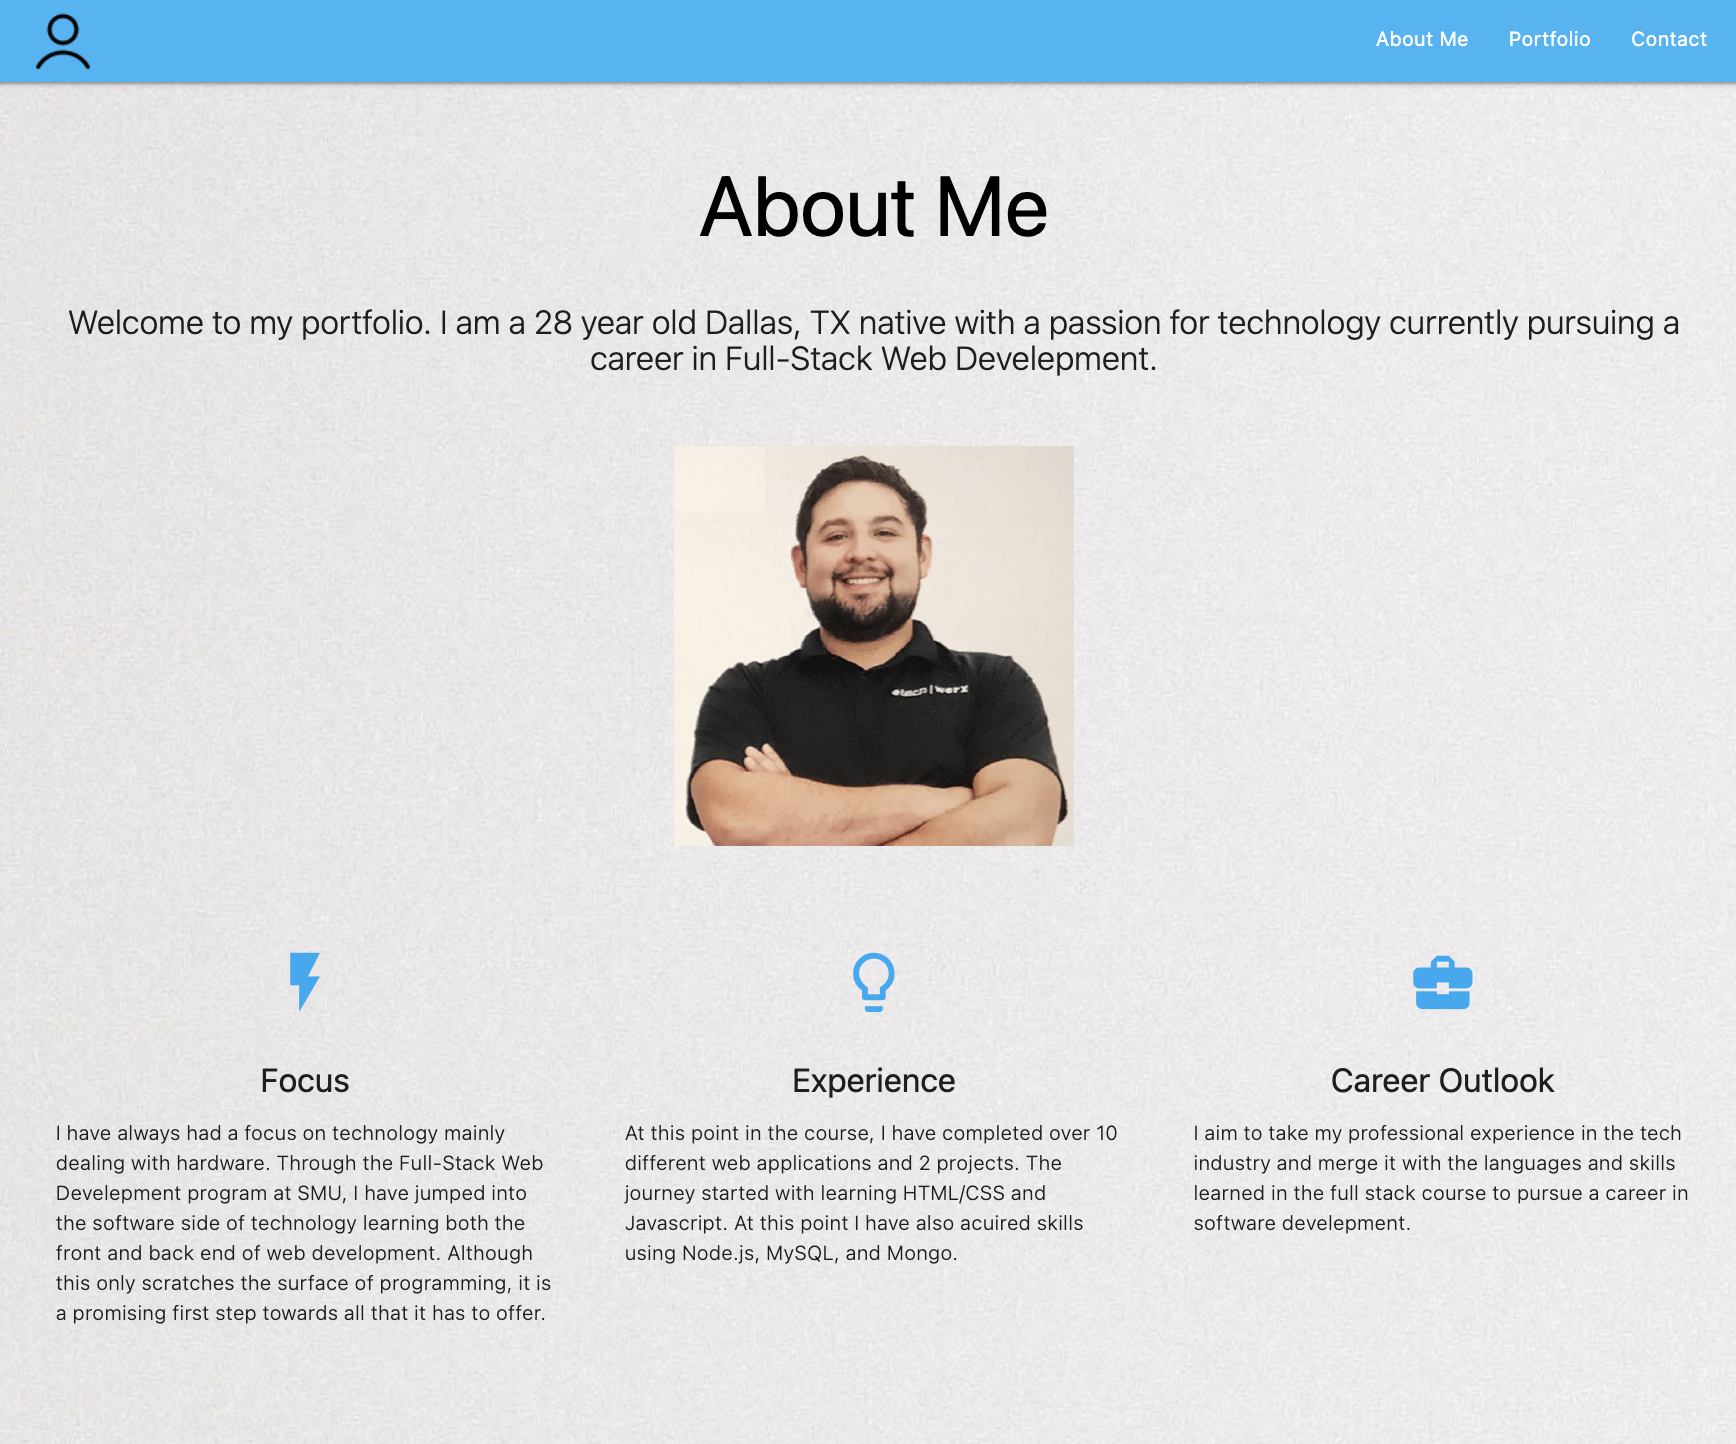 About Me
Portfolio
Contact
About Me
Welcome to my portfolio. I am a 28 year old Dallas, TX native with a passion for technology currently pursuing a
career in Full-Stack Web Develepment.
Focus
I have always had a focus on technology mainly
dealing with hardware. Through the Full-Stack Web
Develepment program at SMU, I have jumped into
the software side of technology learning both the
front and back end of web development. Although
this only scratches the surface of programming, it is
a promising first step towards all that it has to offer.
Experience
At this point in the course, I have completed over 10
different web applications and 2 projects. The
journey started with learning HTML/CSS and
Javascript. At this point I have also acuired skills
using Node.js, MySQL, and Mongo.
Career Outlook
I aim to take my professional experience in the tech
industry and merge it with the languages and skills
learned in the full stack course to pursue a career in
software develepment.